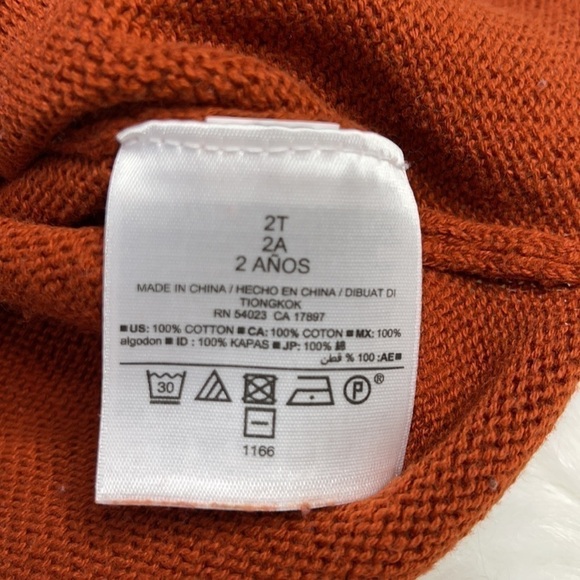 2T
2A
2 AÑOS
MADE IN CHINA / HECHO EN CHINA / DIBUAT DI
TIONGKOK
RN 54023 CA 17897
■US: 100% COTTON ■CA: 100% COTON ■MX: 100%
algodon ■ID : 100% KAPAS ■JP: 100% 綿
■AE: 100 % قطن
30 P®
1166